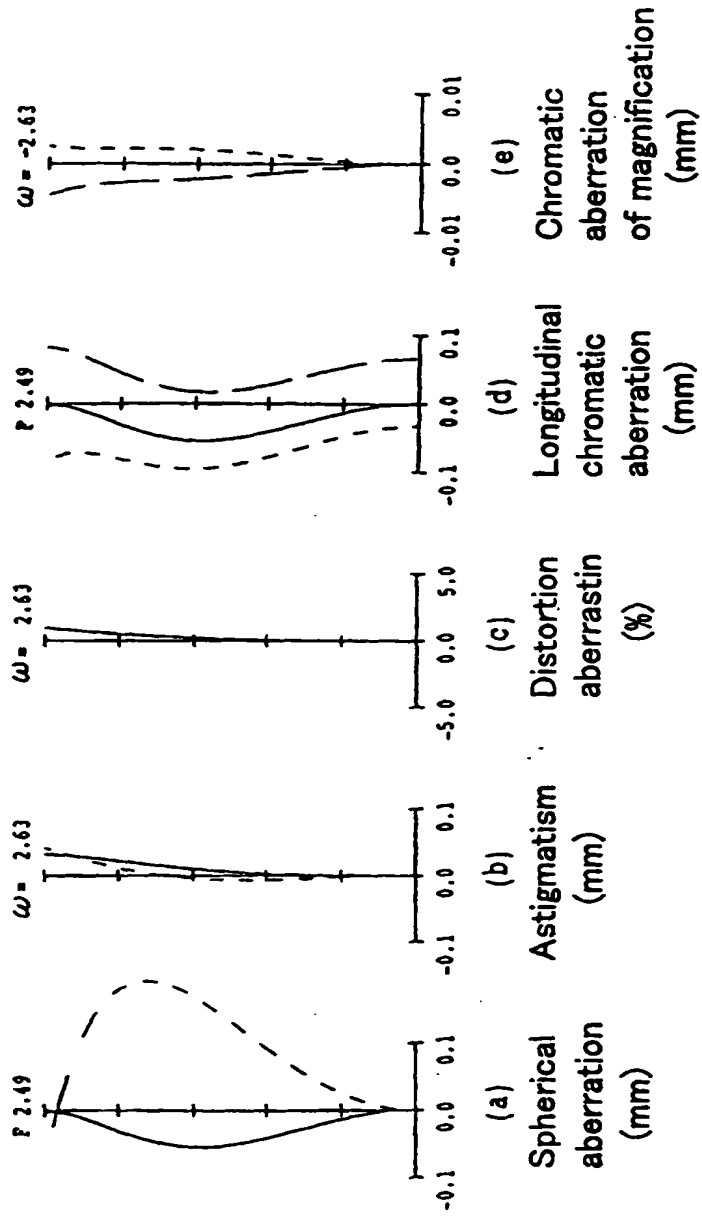 F 2.49
-0.1 0.0 0.1
(a)
Spherical
aberration
(mm)
ω= 2.63
-0.1 0.0 0.1
(b)
Astigmatism
(mm)
ω= 2.63
-5.0 0.0 5.0
(c)
Distortion
aberrastin
(%)
F 2.49
-0.1 0.0 0.1
(d)
Longitudinal
chromatic
aberration
(mm)
ω= -2.63
-0.01 0.0 0.01
(e)
Chromatic
aberration
of magnification
(mm)